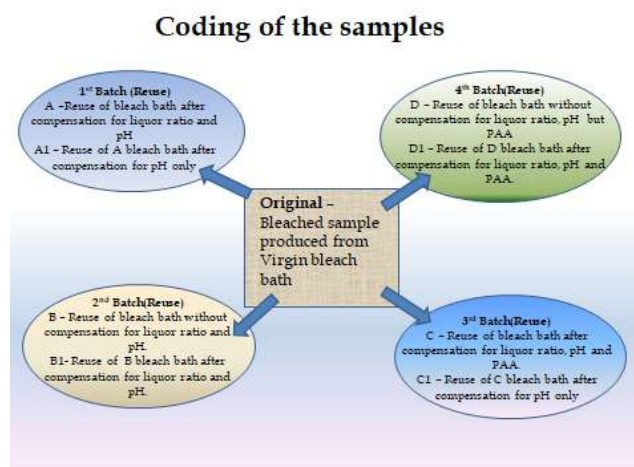 Coding of the samples
1st Batch (Reuse)
A –Reuse of bleach bath after
compensation for liquor ratio and
pH
A1 – Reuse of A bleach bath after
compensation for pH only
4th Batch(Reuse)
D – Reuse of bleach bath without
compensation for liquor ratio, pH but
PAA
D1 – Reuse of D bleach bath after
compensation for liquor ratio, pH and
PAA.
Original –
Bleached sample
produced from
Virgin bleach
bath
2nd Batch(Reuse)
B – Reuse of bleach bath without
compensation for liquor ratio and
pH.
B1- Reuse of B bleach bath after
compensation for liquor ratio and
pH.
3rd Batch(Reuse)
C – Reuse of bleach bath after
compensation for liquor ratio, pH and
PAA.
C1 – Reuse of C bleach bath after
compensation for pH only